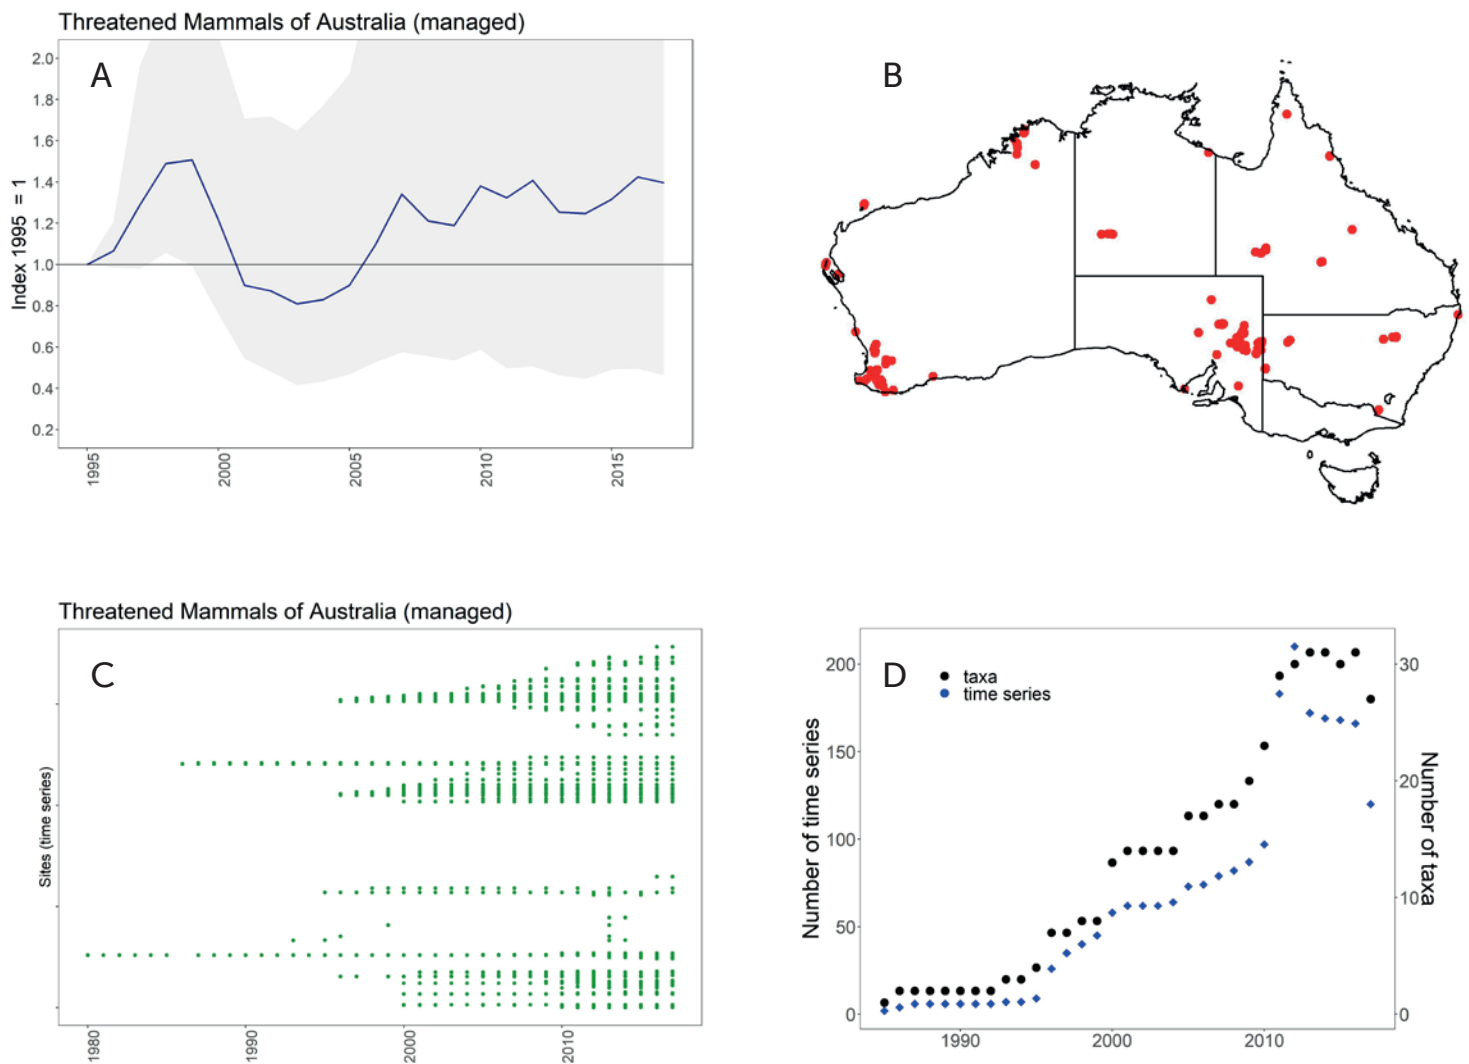 Threatened Mammals of Australia (managed)
A
2.0
1.8
1.6
1.4
1.2
1.0
0.8
0.6
0.4
0.2
Index 1995 = 1
1995
2000
2005
2010
2015
B
Threatened Mammals of Australia (managed)
C
Sites (time series)
1980
1990
2000
2010
D
taxa
time series
200
150
100
50
0
Number of time series
30
20
10
0
Number of taxa
1990
2000
2010